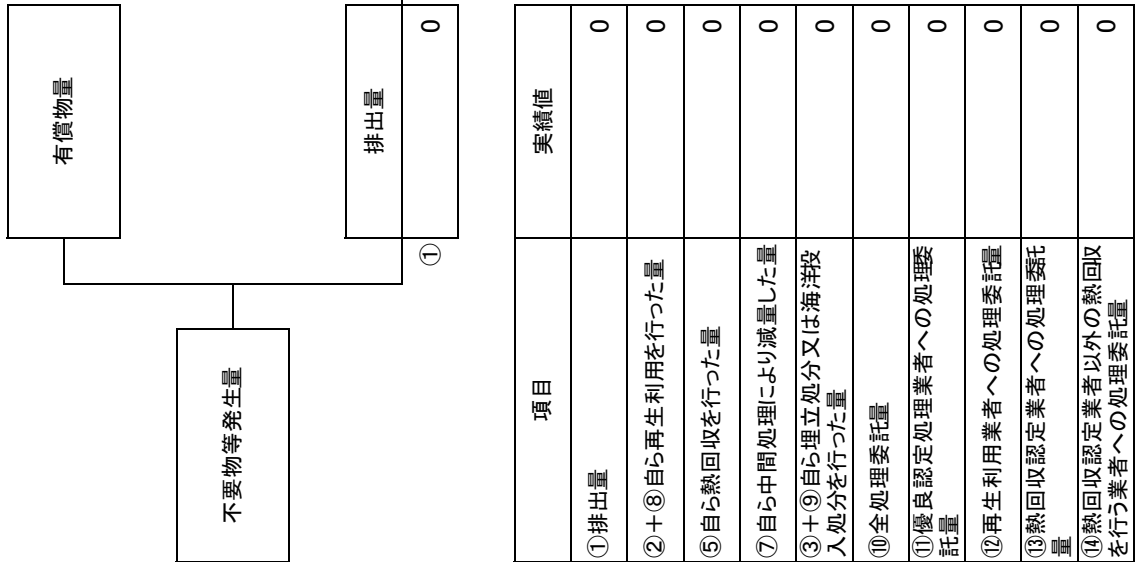 不要物等発生量
有償物量
排出量
① 0
項目 実績値
①排出量 0
②+⑧自ら再生利用を行った量 0
⑤自ら熱回収を行った量 0
⑦自ら中間処理により減量した量 0
③+⑨自ら埋立処分又は海洋投
入処分を行った量 0
⑩全処理委託量 0
⑪優良認定処理業者への処理委
託量 0
⑫再生利用業者への処理委託量 0
⑬熱回収認定業者への処理委託
量 0
⑭熱回収認定業者以外の熱回収
を行う業者への処理委託量 0